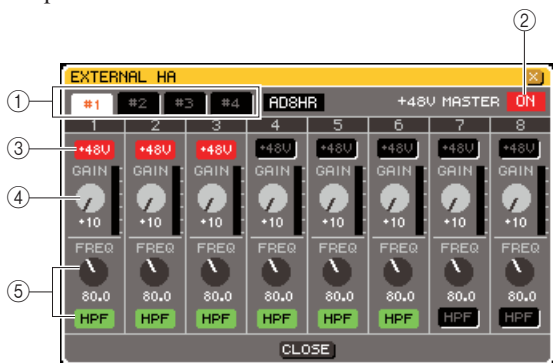 ②
EXTERNAL HA X
① #1 #2 #3 #4 AD8HR +48V MASTER ON
1 2 3 4 5 6 7 8
③ +48V +48V +48V +48V +48V +48V +48V +48V
GAIN GAIN GAIN GAIN GAIN GAIN GAIN GAIN
④
+10 +10 +10 +10 +10 +10 +10 +10
FREQ FREQ FREQ FREQ FREQ FREQ FREQ FREQ
⑤
80.0 80.0 80.0 80.0 80.0 80.0 80.0 80.0
HPF HPF HPF HPF HPF HPF HPF HPF
CLOSE